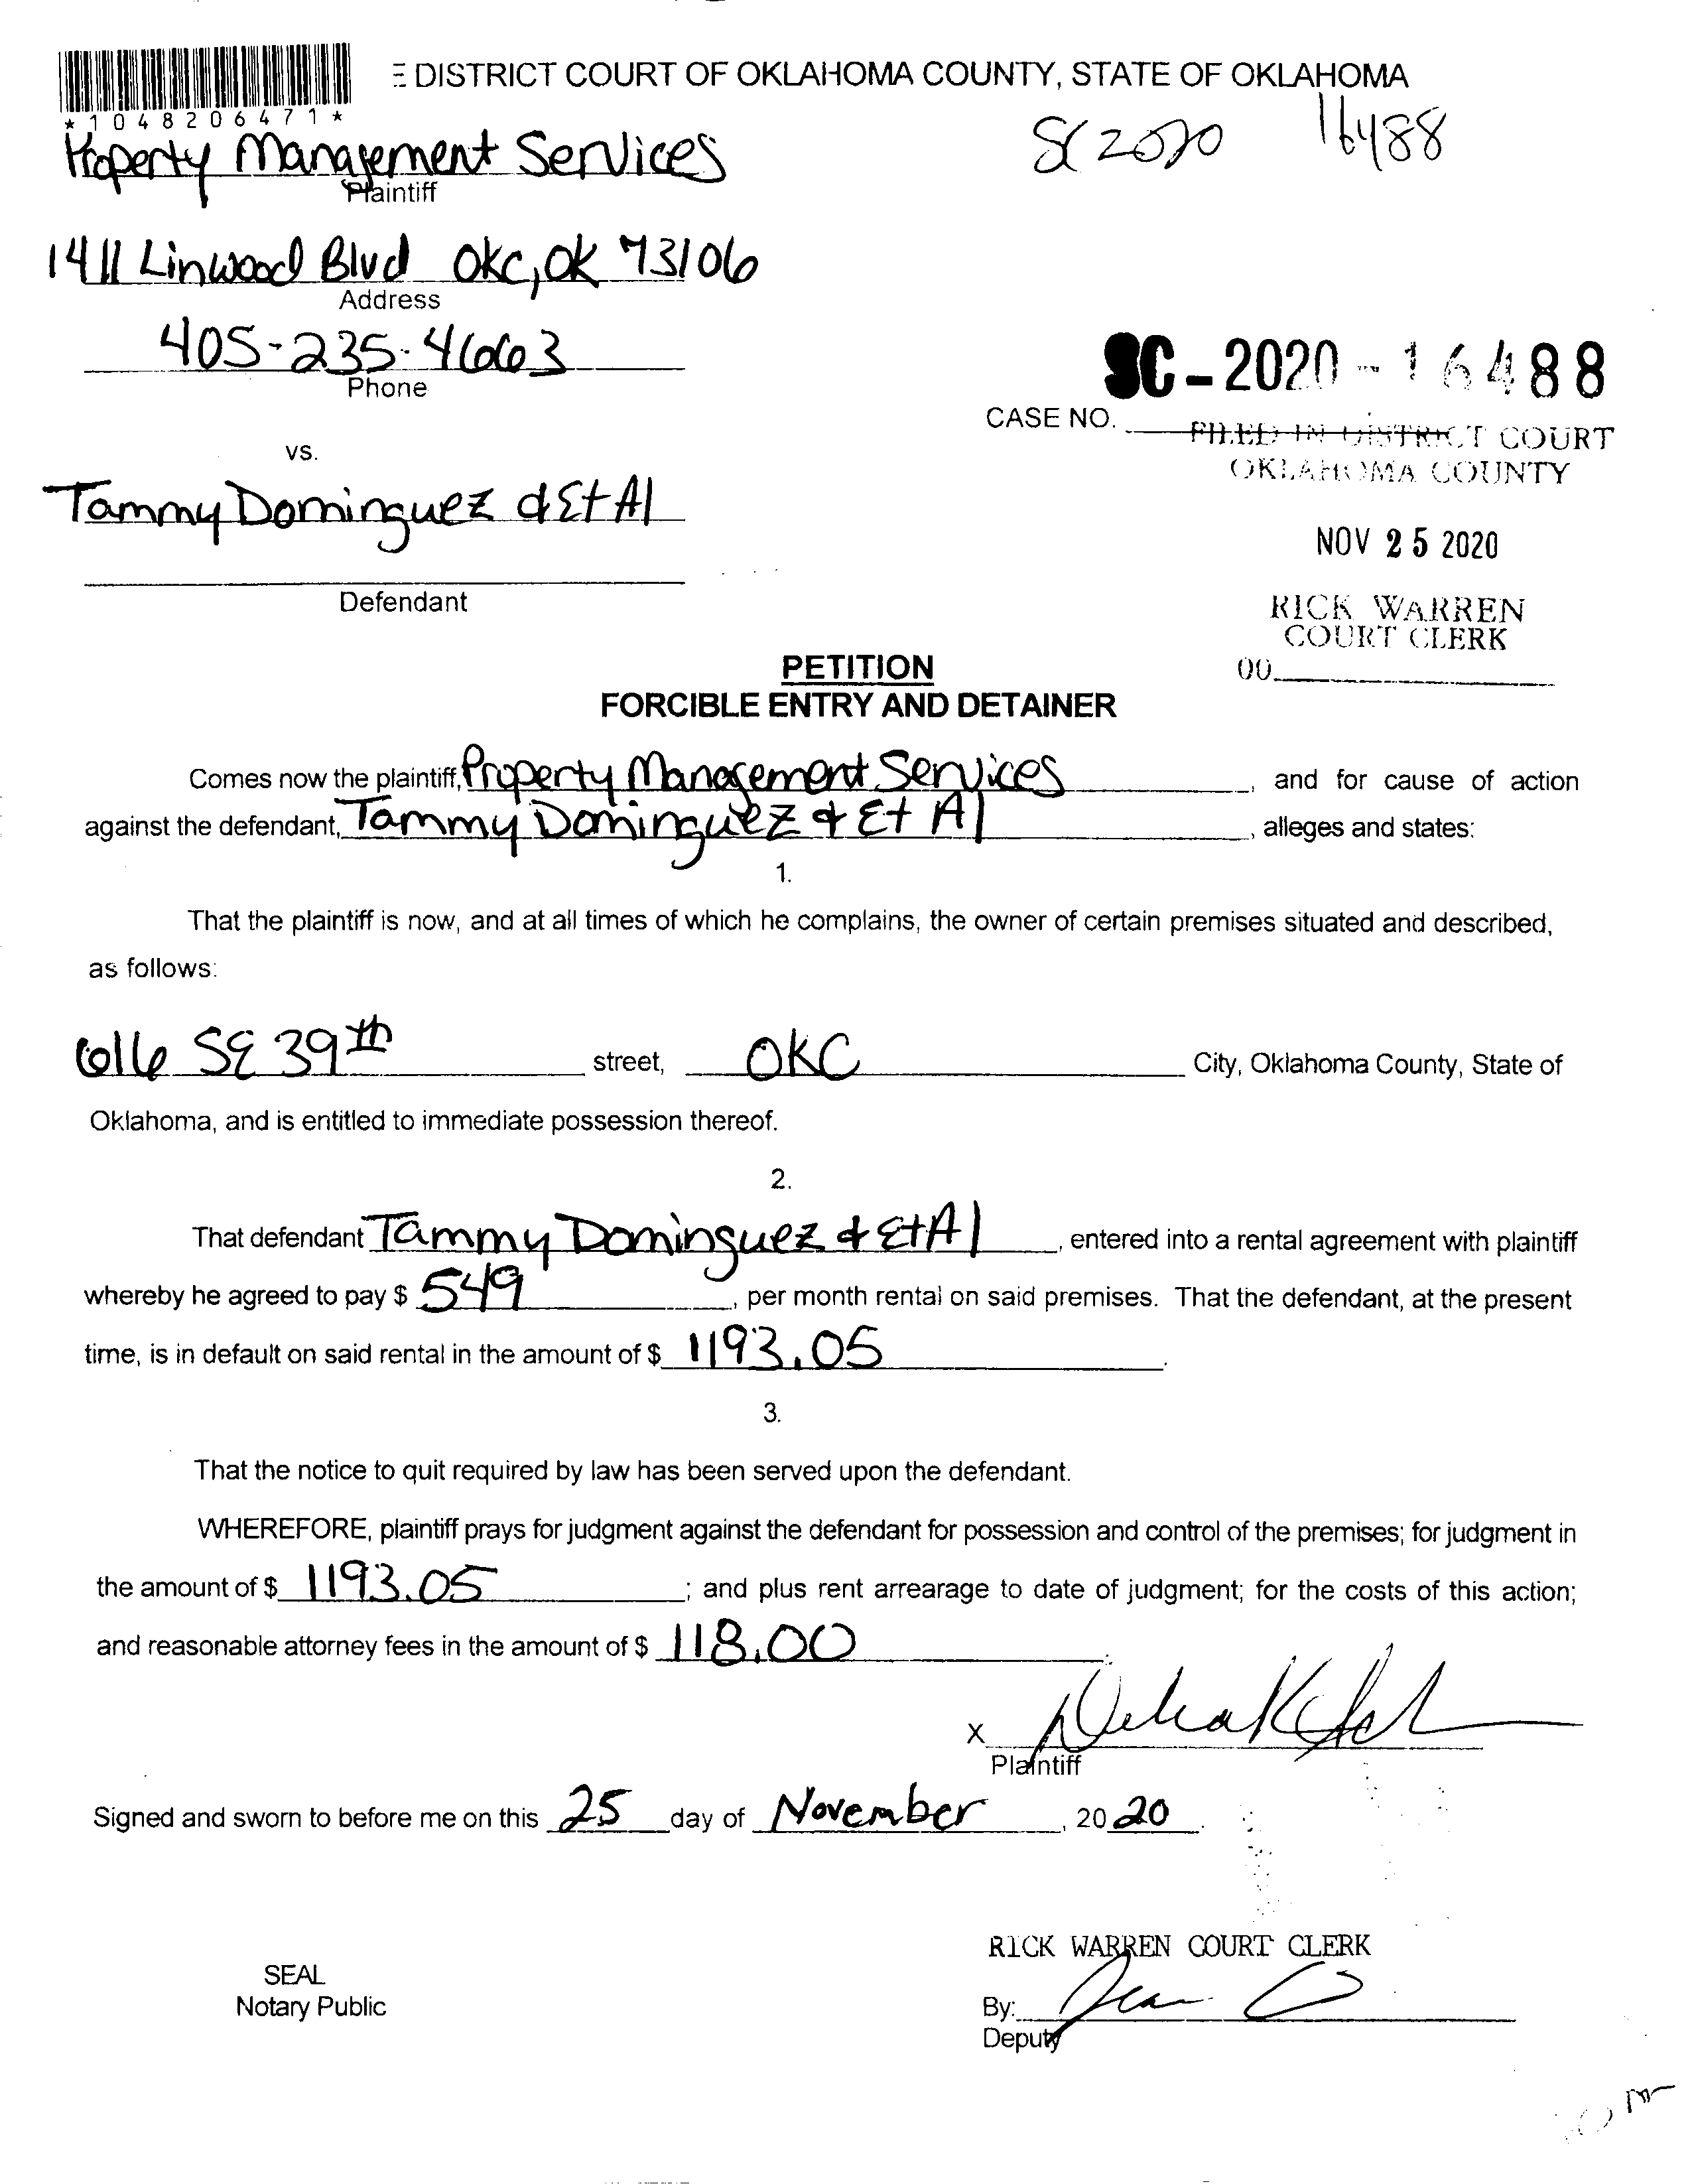 DISTRICT COURT OF OKLAHOMA COUNTY, STATE OF OKLAHOMA
*1048206471*
SC 2020 16488
Property Management Services
Plaintiff
1411 Linwood Blvd OKC, OK 73106
Address
405-235-4663
Phone
SC-2020-16488
CASE NO.
FILED IN DISTRICT COURT
OKLAHOMA COUNTY
vs.
Tammy Dominguez & Et Al
NOV 25 2020
Defendant
RICK WARREN
COURT CLERK
00
PETITION
FORCIBLE ENTRY AND DETAINER
Comes now the plaintiff, Property Management Services, and for cause of action
against the defendant, Tammy Dominguez & Et Al, alleges and states:
1.
That the plaintiff is now, and at all times of which he complains, the owner of certain premises situated and described,
as follows:
616 SE 39th street, OKC City, Oklahoma County, State of
Oklahoma, and is entitled to immediate possession thereof.
2.
That defendant Tammy Dominguez & Et Al, entered into a rental agreement with plaintiff
whereby he agreed to pay $ 549, per month rental on said premises. That the defendant, at the present
time, is in default on said rental in the amount of $ 1193.05.
3.
That the notice to quit required by law has been served upon the defendant.
WHEREFORE, plaintiff prays for judgment against the defendant for possession and control of the premises; for judgment in
the amount of $ 1193.05; and plus rent arrearage to date of judgment; for the costs of this action;
and reasonable attorney fees in the amount of $ 118.00.
X
Plaintiff
Signed and sworn to before me on this 25 day of November, 2020.
RICK WARREN COURT CLERK
SEAL
Notary Public
By:
Deputy